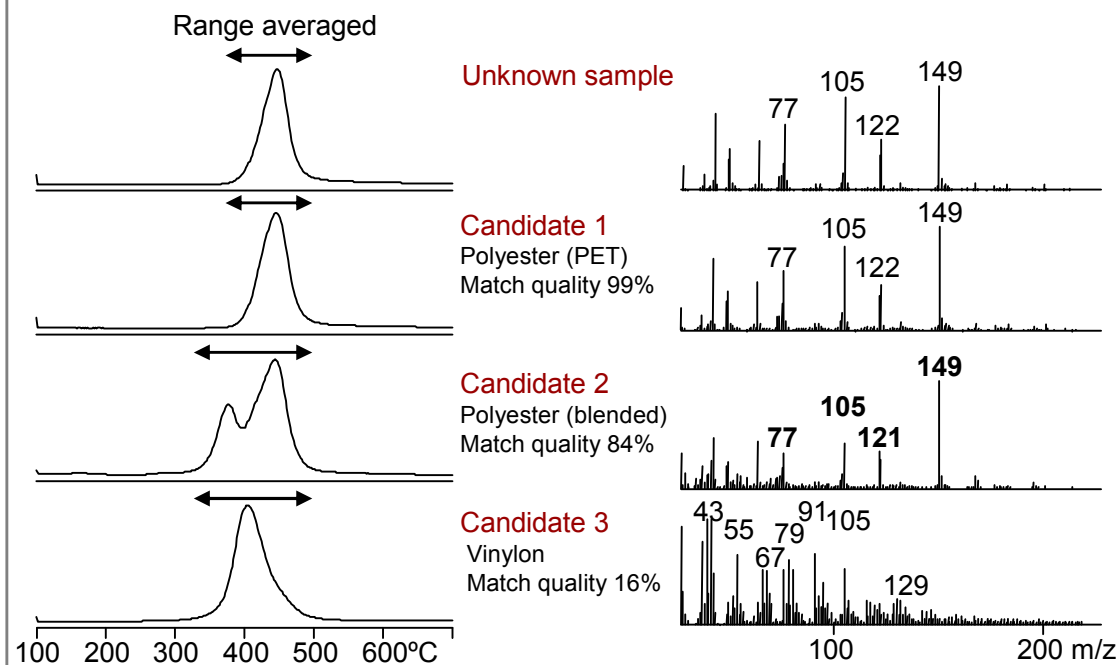 Range averaged
Unknown sample
77
105
122
149
Candidate 1
Polyester (PET)
Match quality 99%
77
105
122
149
Candidate 2
Polyester (blended)
Match quality 84%
77
105
121
149
Candidate 3
Vinylon
Match quality 16%
43
55
67
79
91
105
129
100 200 300 400 500 600ºC
100 200 m/z